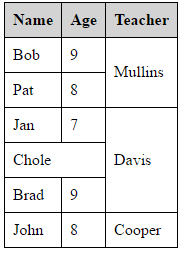 Name Age Teacher
Bob 9 Mullins
Pat 8
Jan 7 Davis
Chole
Brad 9
John 8 Cooper